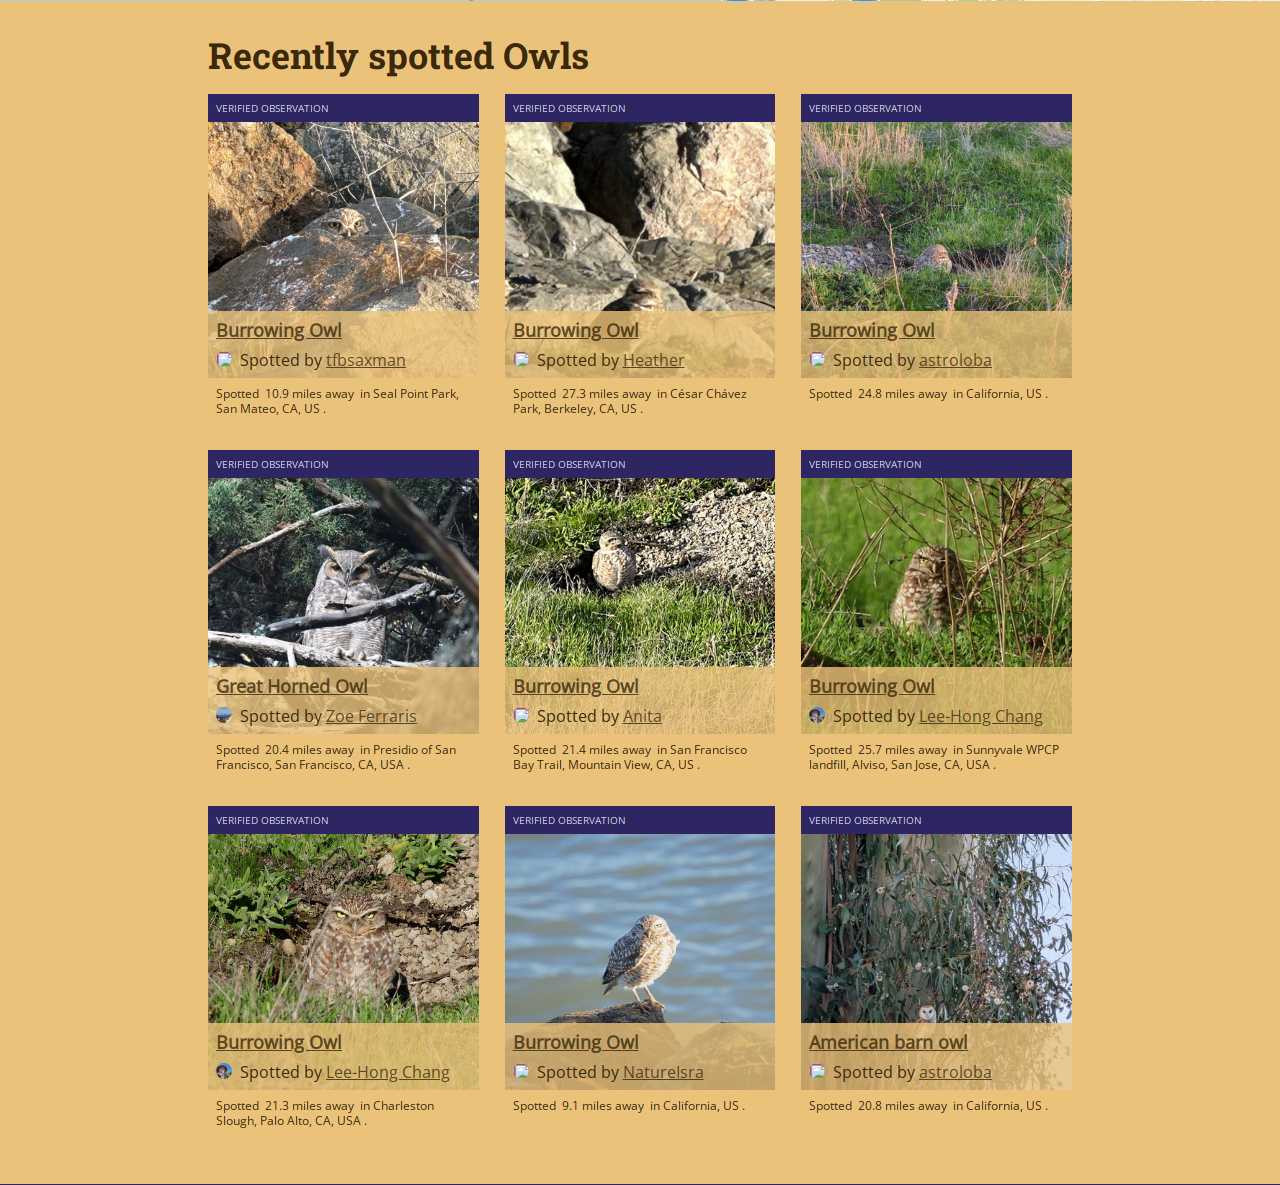 Recently spotted Owls
VERIFIED OBSERVATION
Burrowing Owl
Spotted by tfbsaxman
Spotted 10.9 miles away in Seal Point Park,
San Mateo, CA, US .
VERIFIED OBSERVATION
Burrowing Owl
Spotted by Heather
Spotted 27.3 miles away in César Chávez
Park, Berkeley, CA, US .
VERIFIED OBSERVATION
Burrowing Owl
Spotted by astroloba
Spotted 24.8 miles away in California, US .
VERIFIED OBSERVATION
Great Horned Owl
Spotted by Zoe Ferraris
Spotted 20.4 miles away in Presidio of San
Francisco, San Francisco, CA, USA .
VERIFIED OBSERVATION
Burrowing Owl
Spotted by Anita
Spotted 21.4 miles away in San Francisco
Bay Trail, Mountain View, CA, US .
VERIFIED OBSERVATION
Burrowing Owl
Spotted by Lee-Hong Chang
Spotted 25.7 miles away in Sunnyvale WPCP
landfill, Alviso, San Jose, CA, USA .
VERIFIED OBSERVATION
Burrowing Owl
Spotted by Lee-Hong Chang
Spotted 21.3 miles away in Charleston
Slough, Palo Alto, CA, USA .
VERIFIED OBSERVATION
Burrowing Owl
Spotted by NatureIsra
Spotted 9.1 miles away in California, US .
VERIFIED OBSERVATION
American barn owl
Spotted by astroloba
Spotted 20.8 miles away in California, US .